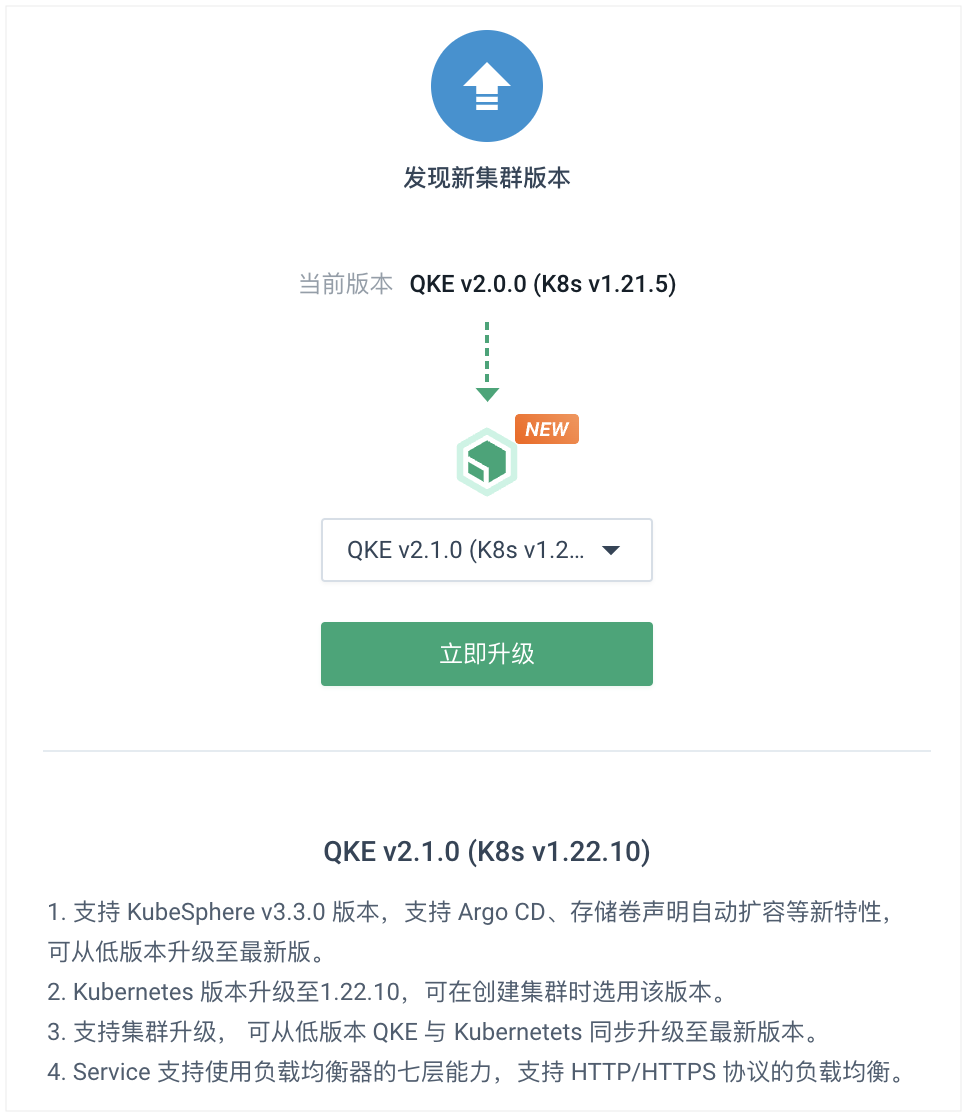 发现新集群版本
当前版本 QKE v2.0.0 (K8s v1.21.5)
NEW
QKE v2.1.0 (K8s v1.2...
立即升级
QKE v2.1.0 (K8s v1.22.10)
1. 支持 KubeSphere v3.3.0 版本，支持 Argo CD、存储卷声明自动扩容等新特性，
可从低版本升级至最新版。
2. Kubernetes 版本升级至1.22.10，可在创建集群时选用该版本。
3. 支持集群升级， 可从低版本 QKE 与 Kubernetets 同步升级至最新版本。
4. Service 支持使用负载均衡器的七层能力，支持 HTTP/HTTPS 协议的负载均衡。